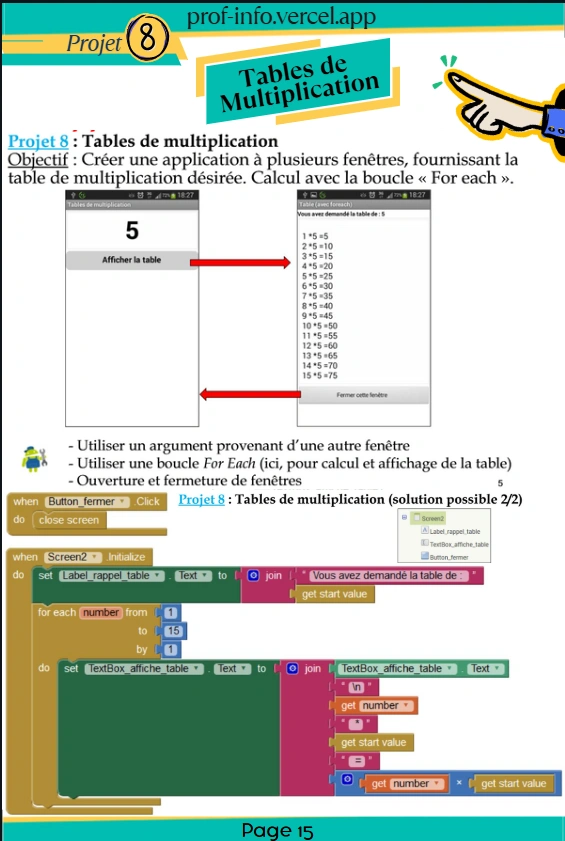 prof-info.vercel.app
Projet 8
Tables de
Multiplication
Projet 8 : Tables de multiplication
Objectif : Créer une application à plusieurs fenêtres, fournissant la
table de multiplication désirée. Calcul avec la boucle « For each ».
18:27
Tables de multiplication
5
Afficher la table
18:27
Table (avec foreach)
Vous avez demandé la table de : 5
1 *5 =5
2 *5 =10
3 *5 =15
4 *5 =20
5 *5 =25
6 *5 =30
7 *5 =35
8 *5 =40
9 *5 =45
10 *5 =50
11 *5 =55
12 *5 =60
13 *5 =65
14 *5 =70
15 *5 =75
Fermer cette fenêtre
- Utiliser un argument provenant d'une autre fenêtre
- Utiliser une boucle For Each (ici, pour calcul et affichage de la table)
- Ouverture et fermeture de fenêtres
5
Projet 8 : Tables de multiplication (solution possible 2/2)
when Button_fermer .Click
do close screen
Screen2
Label_rappel_table
TextBox_affiche_table
Button_fermer
when Screen2 .Initialize
do set Label_rappel_table . Text to join " Vous avez demandé la table de : "
get start value
for each number from 1
to 15
by 1
do set TextBox_affiche_table . Text to join TextBox_affiche_table . Text
" \n "
get number
" * "
get start value
" = "
get number × get start value
Page 15